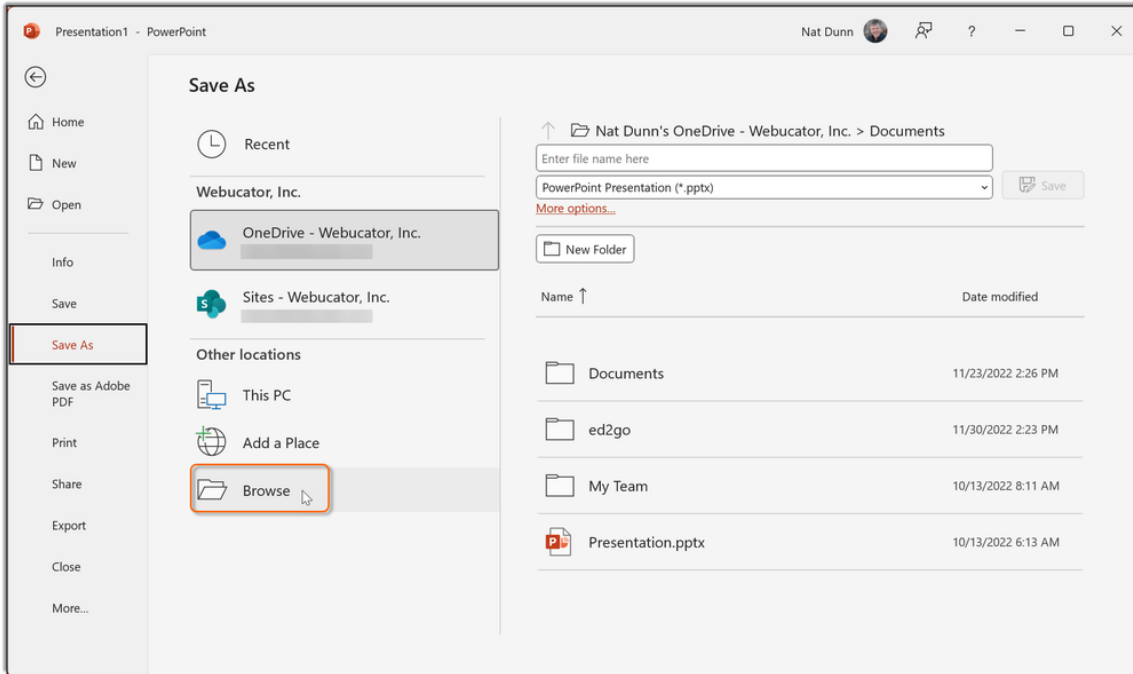 Presentation1 - PowerPoint
Nat Dunn
?
Save As
Home
New
Open
Info
Save
Save As
Save as Adobe
PDF
Print
Share
Export
Close
More...
Recent
Webucator, Inc.
OneDrive - Webucator, Inc.
Sites - Webucator, Inc.
Other locations
This PC
Add a Place
Browse
Nat Dunn's OneDrive - Webucator, Inc. > Documents
Enter file name here
PowerPoint Presentation (*.pptx)
Save
More options...
New Folder
Name ↑ Date modified
Documents 11/23/2022 2:26 PM
ed2go 11/30/2022 2:23 PM
My Team 10/13/2022 8:11 AM
Presentation.pptx 10/13/2022 6:13 AM